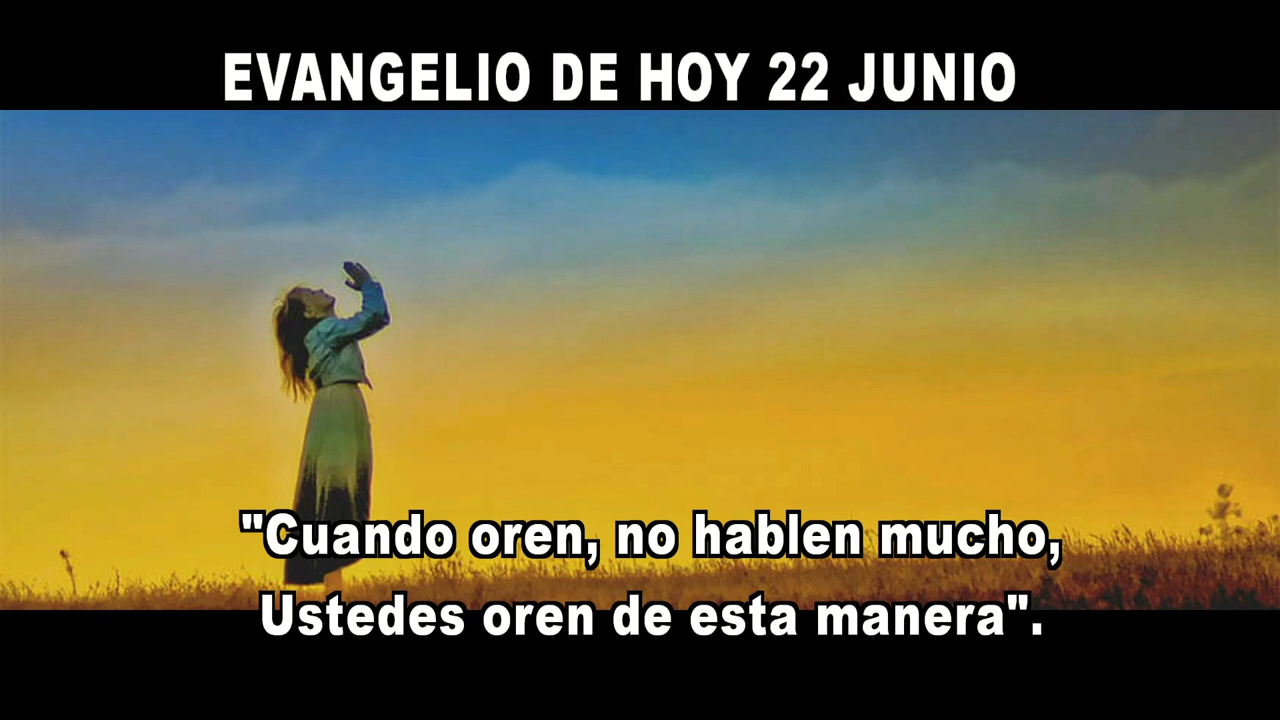 EVANGELIO DE HOY 22 JUNIO
"Cuando oren, no hablen mucho,
Ustedes oren de esta manera".